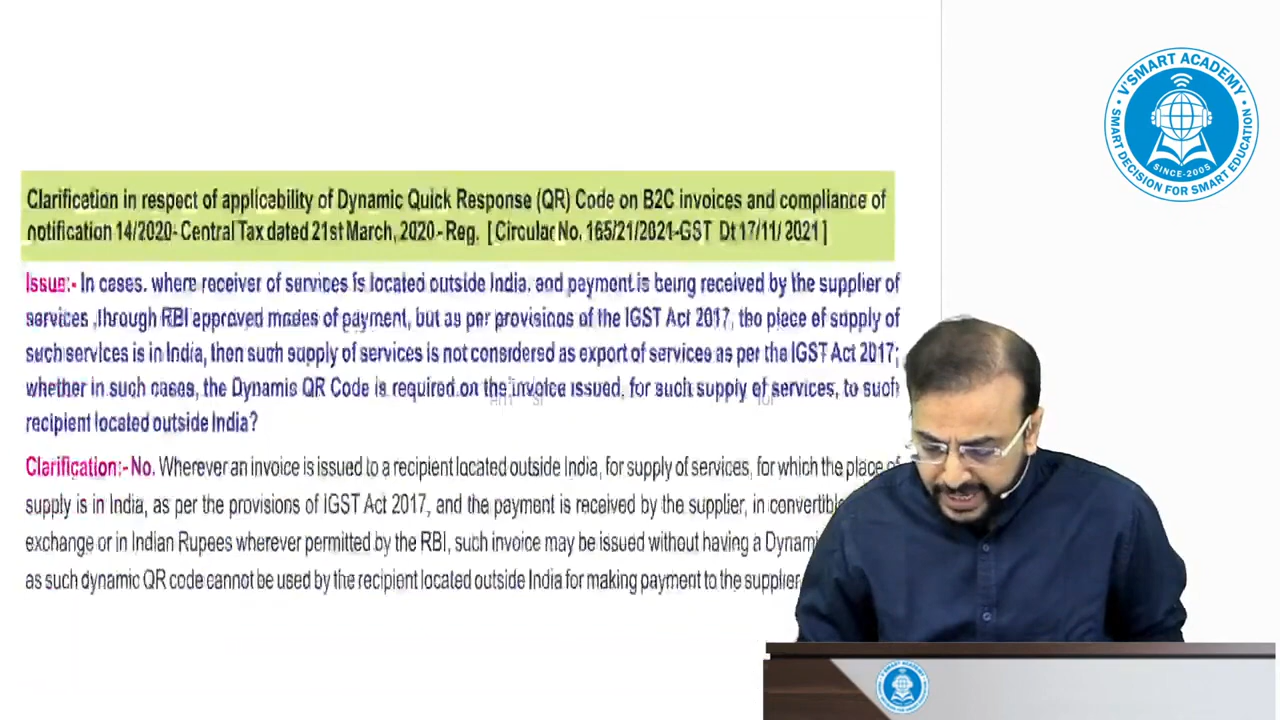 Clarification in respect of applicability of Dynamic Quick Response (QR) Code on B2C invoices and compliance of
notification 14/2020- Central Tax dated 21st March, 2020 - Reg. [ Circular No. 165/21/2021-GST Dt 17/11/ 2021 ]
Issue:- In cases. where receiver of services is located outside India. and payment is being received by the supplier of
services ,through RBI approved modes of payment, but as per provisions of the IGST Act 2017, the place of supply of
such services is in India, then such supply of services is not considered as export of services as per the IGST Act 2017;
whether in such cases, the Dynamic QR Code is required on the invoice issued, for such supply of services, to such
recipient located outside India?
Clarification:- No. Wherever an invoice is issued to a recipient located outside India, for supply of services, for which the place of
supply is in India, as per the provisions of IGST Act 2017, and the payment is received by the supplier, in convertible
exchange or in Indian Rupees wherever permitted by the RBI, such invoice may be issued without having a
as such dynamic QR code cannot be used by the recipient located outside India for making payment to the supplier
V'SMART ACADEMY
SINCE-2005
SMART DECISION FOR SMART EDUCATION
V'SMART ACADEMY